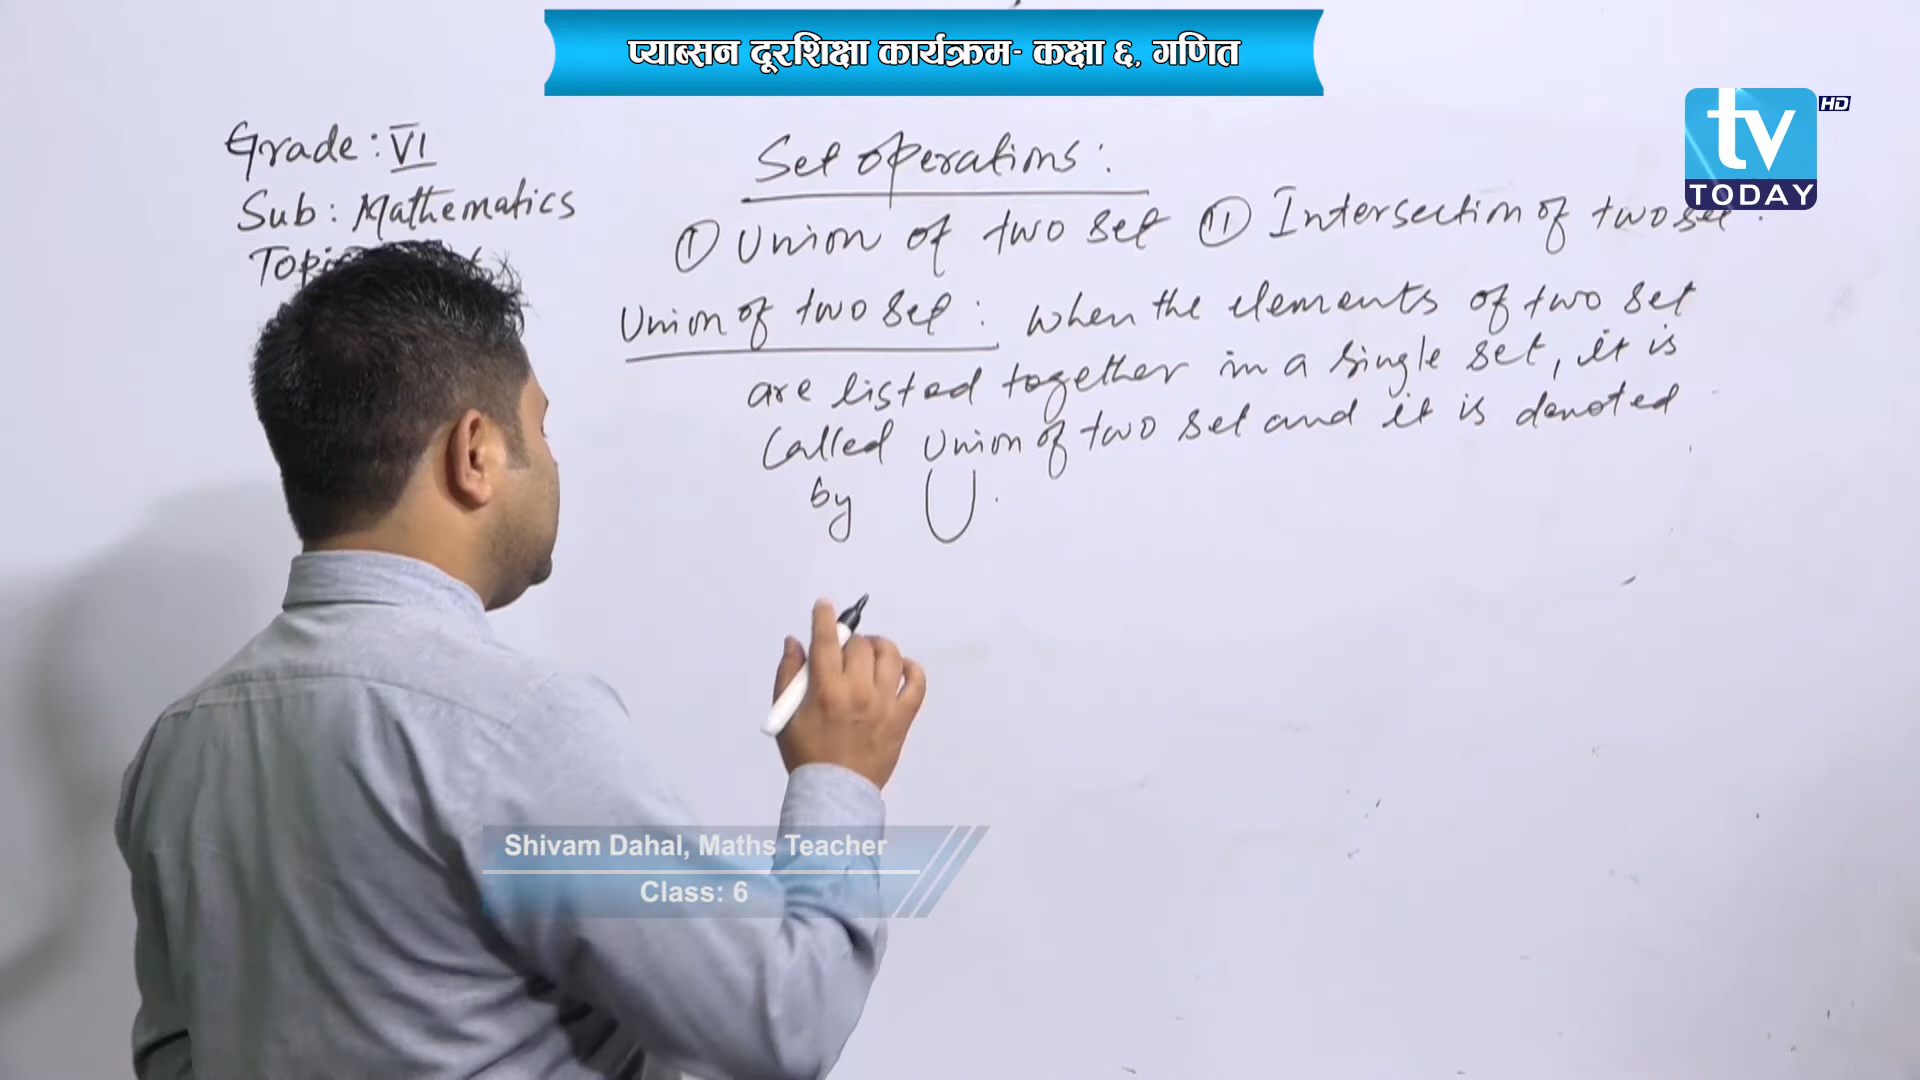 प्याब्सन दूरशिक्षा कार्यक्रम- कक्षा ६, गणित
tv HD
TODAY
Grade : VI
Sub : Mathematics
Set operations :
(I) Union of two set (II) Intersection of two set :
Union of two set : when the elements of two set
are listed together in a single set, it is
called union of two set and it is denoted
by U.
Shivam Dahal, Maths Teacher
Class: 6